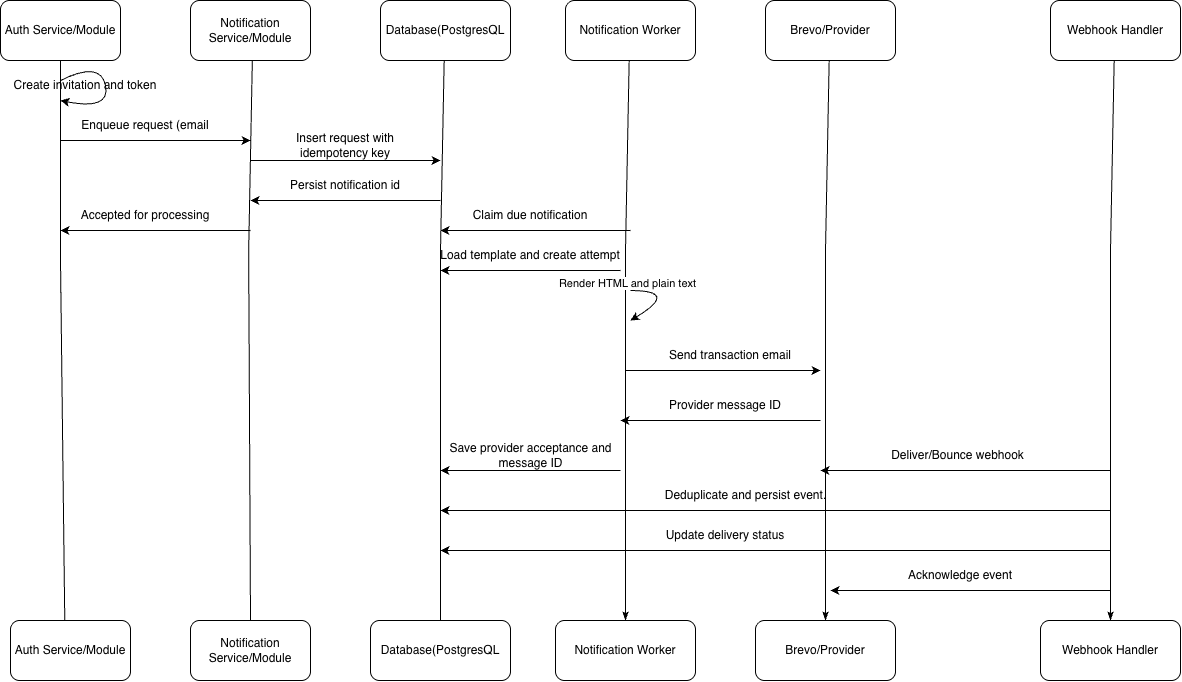 Auth Service/Module
Notification
Service/Module
Database(PostgresQL
Notification Worker
Brevo/Provider
Webhook Handler
Create invitation and token
Enqueue request (email
Insert request with
idempotency key
Persist notification id
Accepted for processing
Claim due notification
Load template and create attempt
Render HTML and plain text
Send transaction email
Provider message ID
Save provider acceptance and
message ID
Deliver/Bounce webhook
Deduplicate and persist event.
Update delivery status
Acknowledge event
Auth Service/Module
Notification
Service/Module
Database(PostgresQL
Notification Worker
Brevo/Provider
Webhook Handler